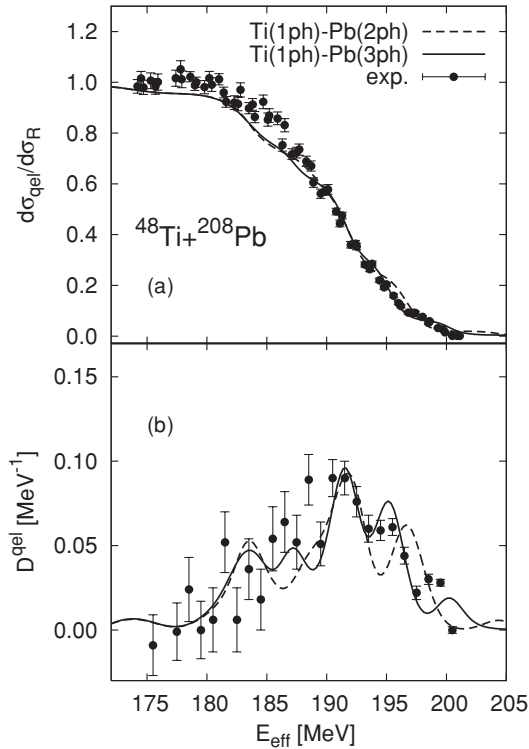 Ti(1ph)-Pb(2ph)
Ti(1ph)-Pb(3ph)
exp.
1.0
0.8
0.6
0.4
0.2
0.0
dσqel/dσR
48Ti+208Pb
(a)
(b)
0.15
0.10
0.05
0.00
Dqel [MeV-1]
175 180 185 190 195 200 205
Eeff [MeV]